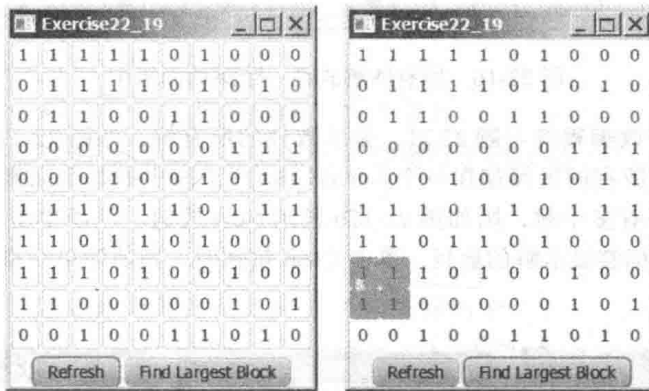 Exercise22_19
1 1 1 1 1 0 1 0 0 0
0 1 1 1 1 0 1 0 1 0
0 1 1 0 0 1 1 0 0 0
0 0 0 0 0 0 0 1 1 1
0 0 0 1 0 0 1 0 1 1
1 1 1 0 1 1 0 1 1 1
1 1 0 1 1 0 1 0 0 0
1 1 1 0 1 0 0 1 0 0
1 1 0 0 0 0 0 1 0 1
0 0 1 0 0 1 1 0 1 0
Refresh Find Largest Block
Exercise22_19
1 1 1 1 1 0 1 0 0 0
0 1 1 1 1 0 1 0 1 0
0 1 1 0 0 1 1 0 0 0
0 0 0 0 0 0 0 1 1 1
0 0 0 1 0 0 1 0 1 1
1 1 1 0 1 1 0 1 1 1
1 1 0 1 1 0 1 0 0 0
1 1 1 0 1 0 0 1 0 0
1 1 0 0 0 0 0 1 0 1
0 0 1 0 0 1 1 0 1 0
Refresh Find Largest Block